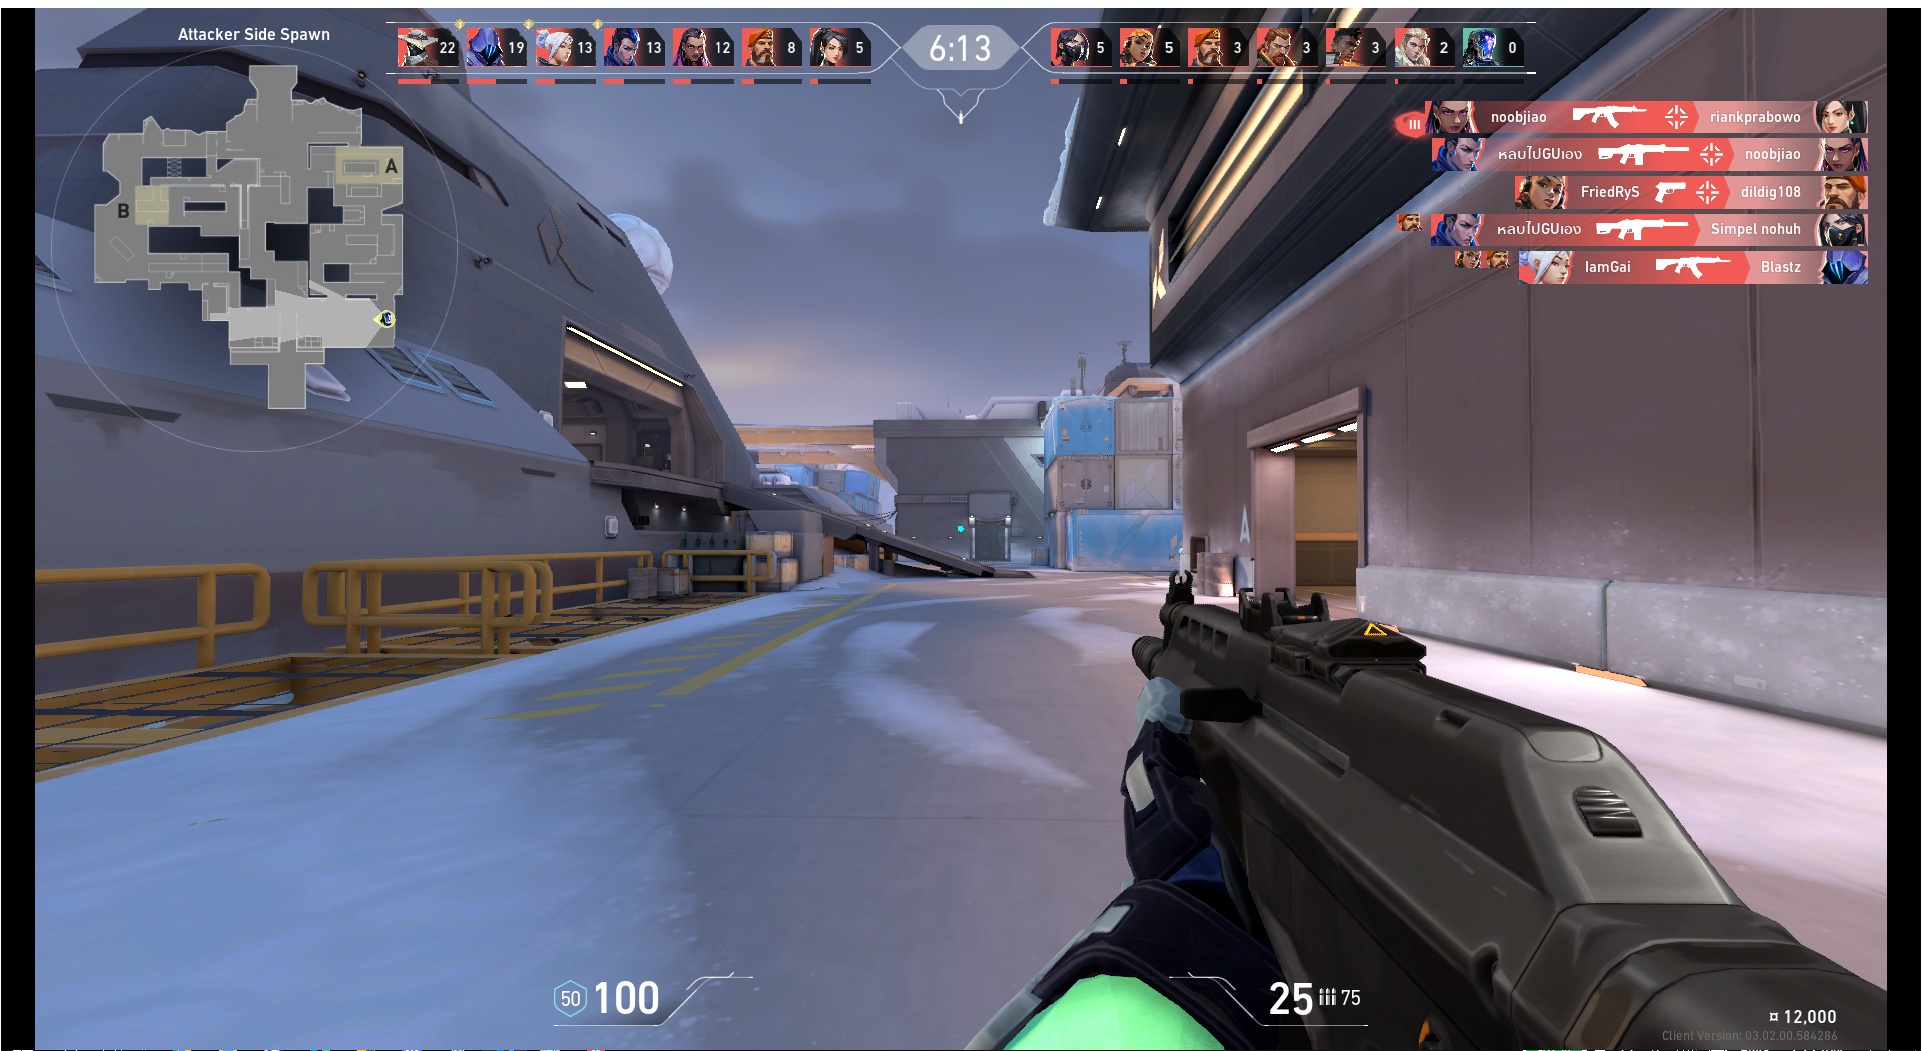 Attacker Side Spawn
22 19 13 13 12 8 5 6:13 5 5 3 3 3 2 0
III noobjiao riankprabowo
หลบไปGUเอง noobjiao
FriedRyS dildig108
หลบไปGUเอง Simpel nohuh
IamGai Blastz
A
B
A
50 100
25 75
¤ 12,000
Client Version: 03.02.00.584286